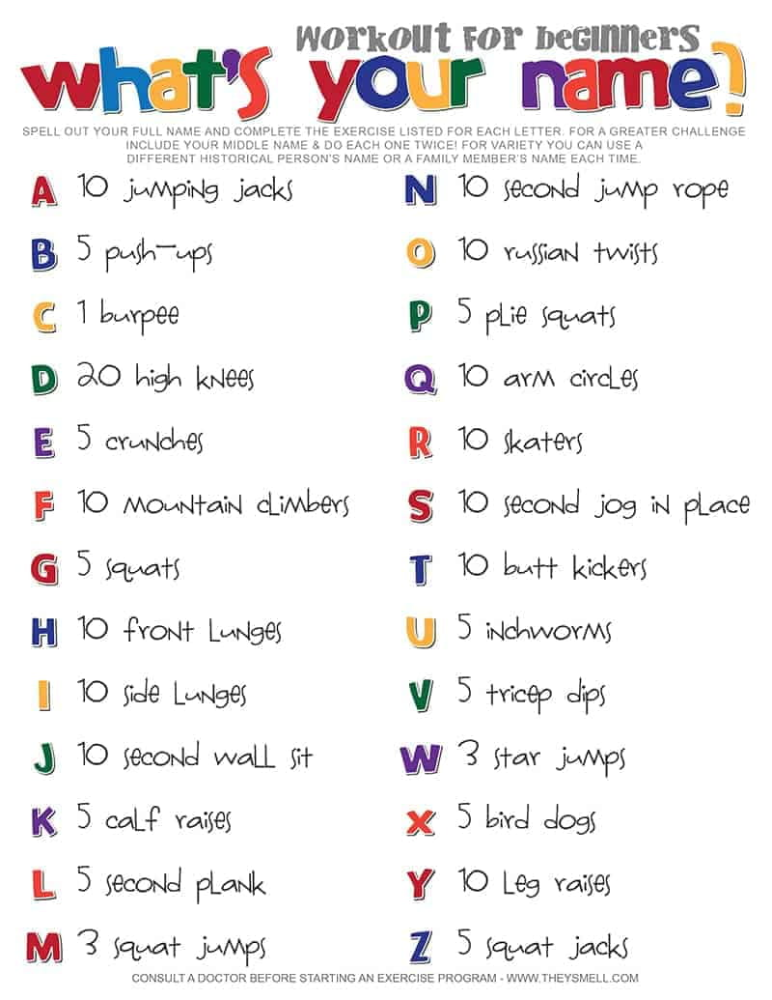 WORKOUT FOR BEGINNERS
what's your name?
SPELL OUT YOUR FULL NAME AND COMPLETE THE EXERCISE LISTED FOR EACH LETTER. FOR A GREATER CHALLENGE
INCLUDE YOUR MIDDLE NAME & DO EACH ONE TWICE! FOR VARIETY YOU CAN USE A
DIFFERENT HISTORICAL PERSON'S NAME OR A FAMILY MEMBER'S NAME EACH TIME.
A 10 jumping jacks
B 5 push-ups
C 1 burpee
D 20 high knees
E 5 crunches
F 10 mountain climbers
G 5 squats
H 10 front lunges
I 10 side lunges
J 10 second wall sit
K 5 calf raises
L 5 second plank
M 3 squat jumps
N 10 second jump rope
O 10 russian twists
P 5 plie squats
Q 10 arm circles
R 10 skaters
S 10 second jog in place
T 10 butt kickers
U 5 inchworms
V 5 tricep dips
W 3 star jumps
X 5 bird dogs
Y 10 leg raises
Z 5 squat jacks
CONSULT A DOCTOR BEFORE STARTING AN EXERCISE PROGRAM - WWW.THEYSMELL.COM